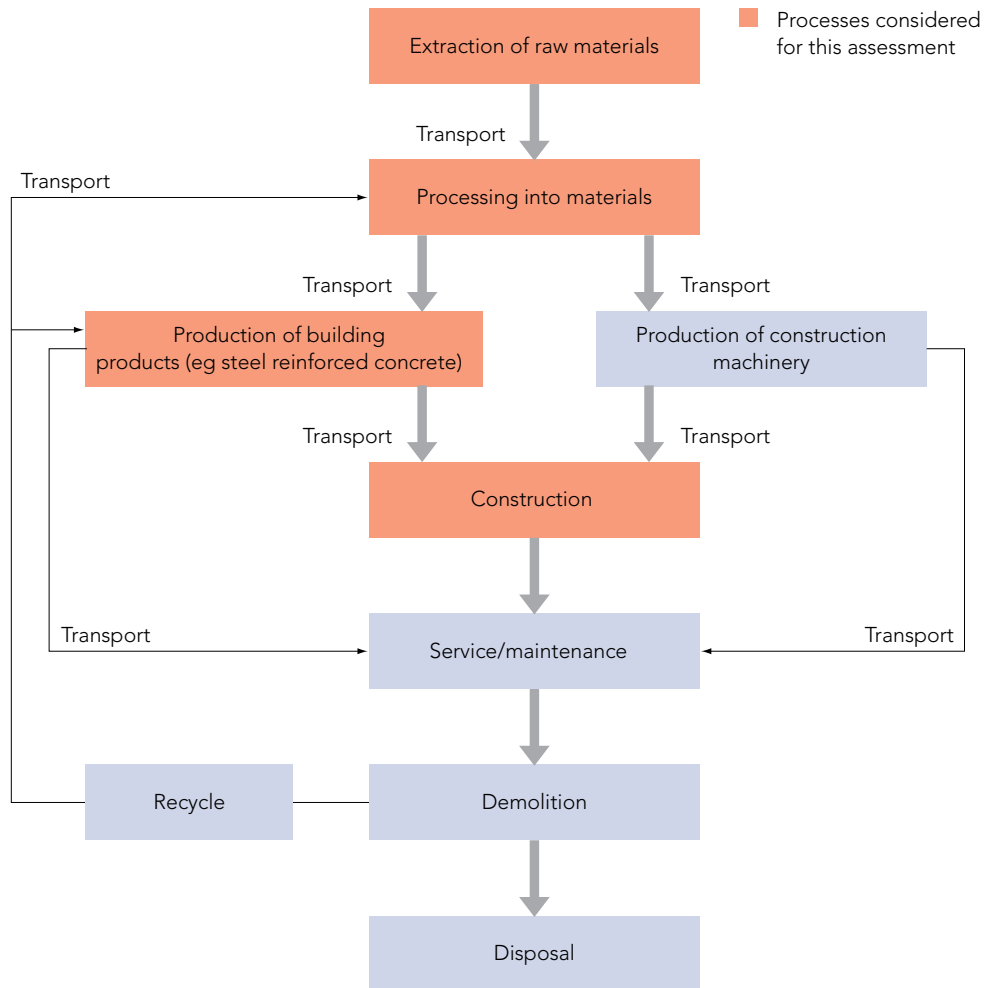 Extraction of raw materials
Processes considered
for this assessment
Transport
Transport
Processing into materials
Transport
Transport
Production of building
products (eg steel reinforced concrete)
Production of construction
machinery
Transport
Transport
Construction
Transport
Transport
Service/maintenance
Recycle
Demolition
Disposal